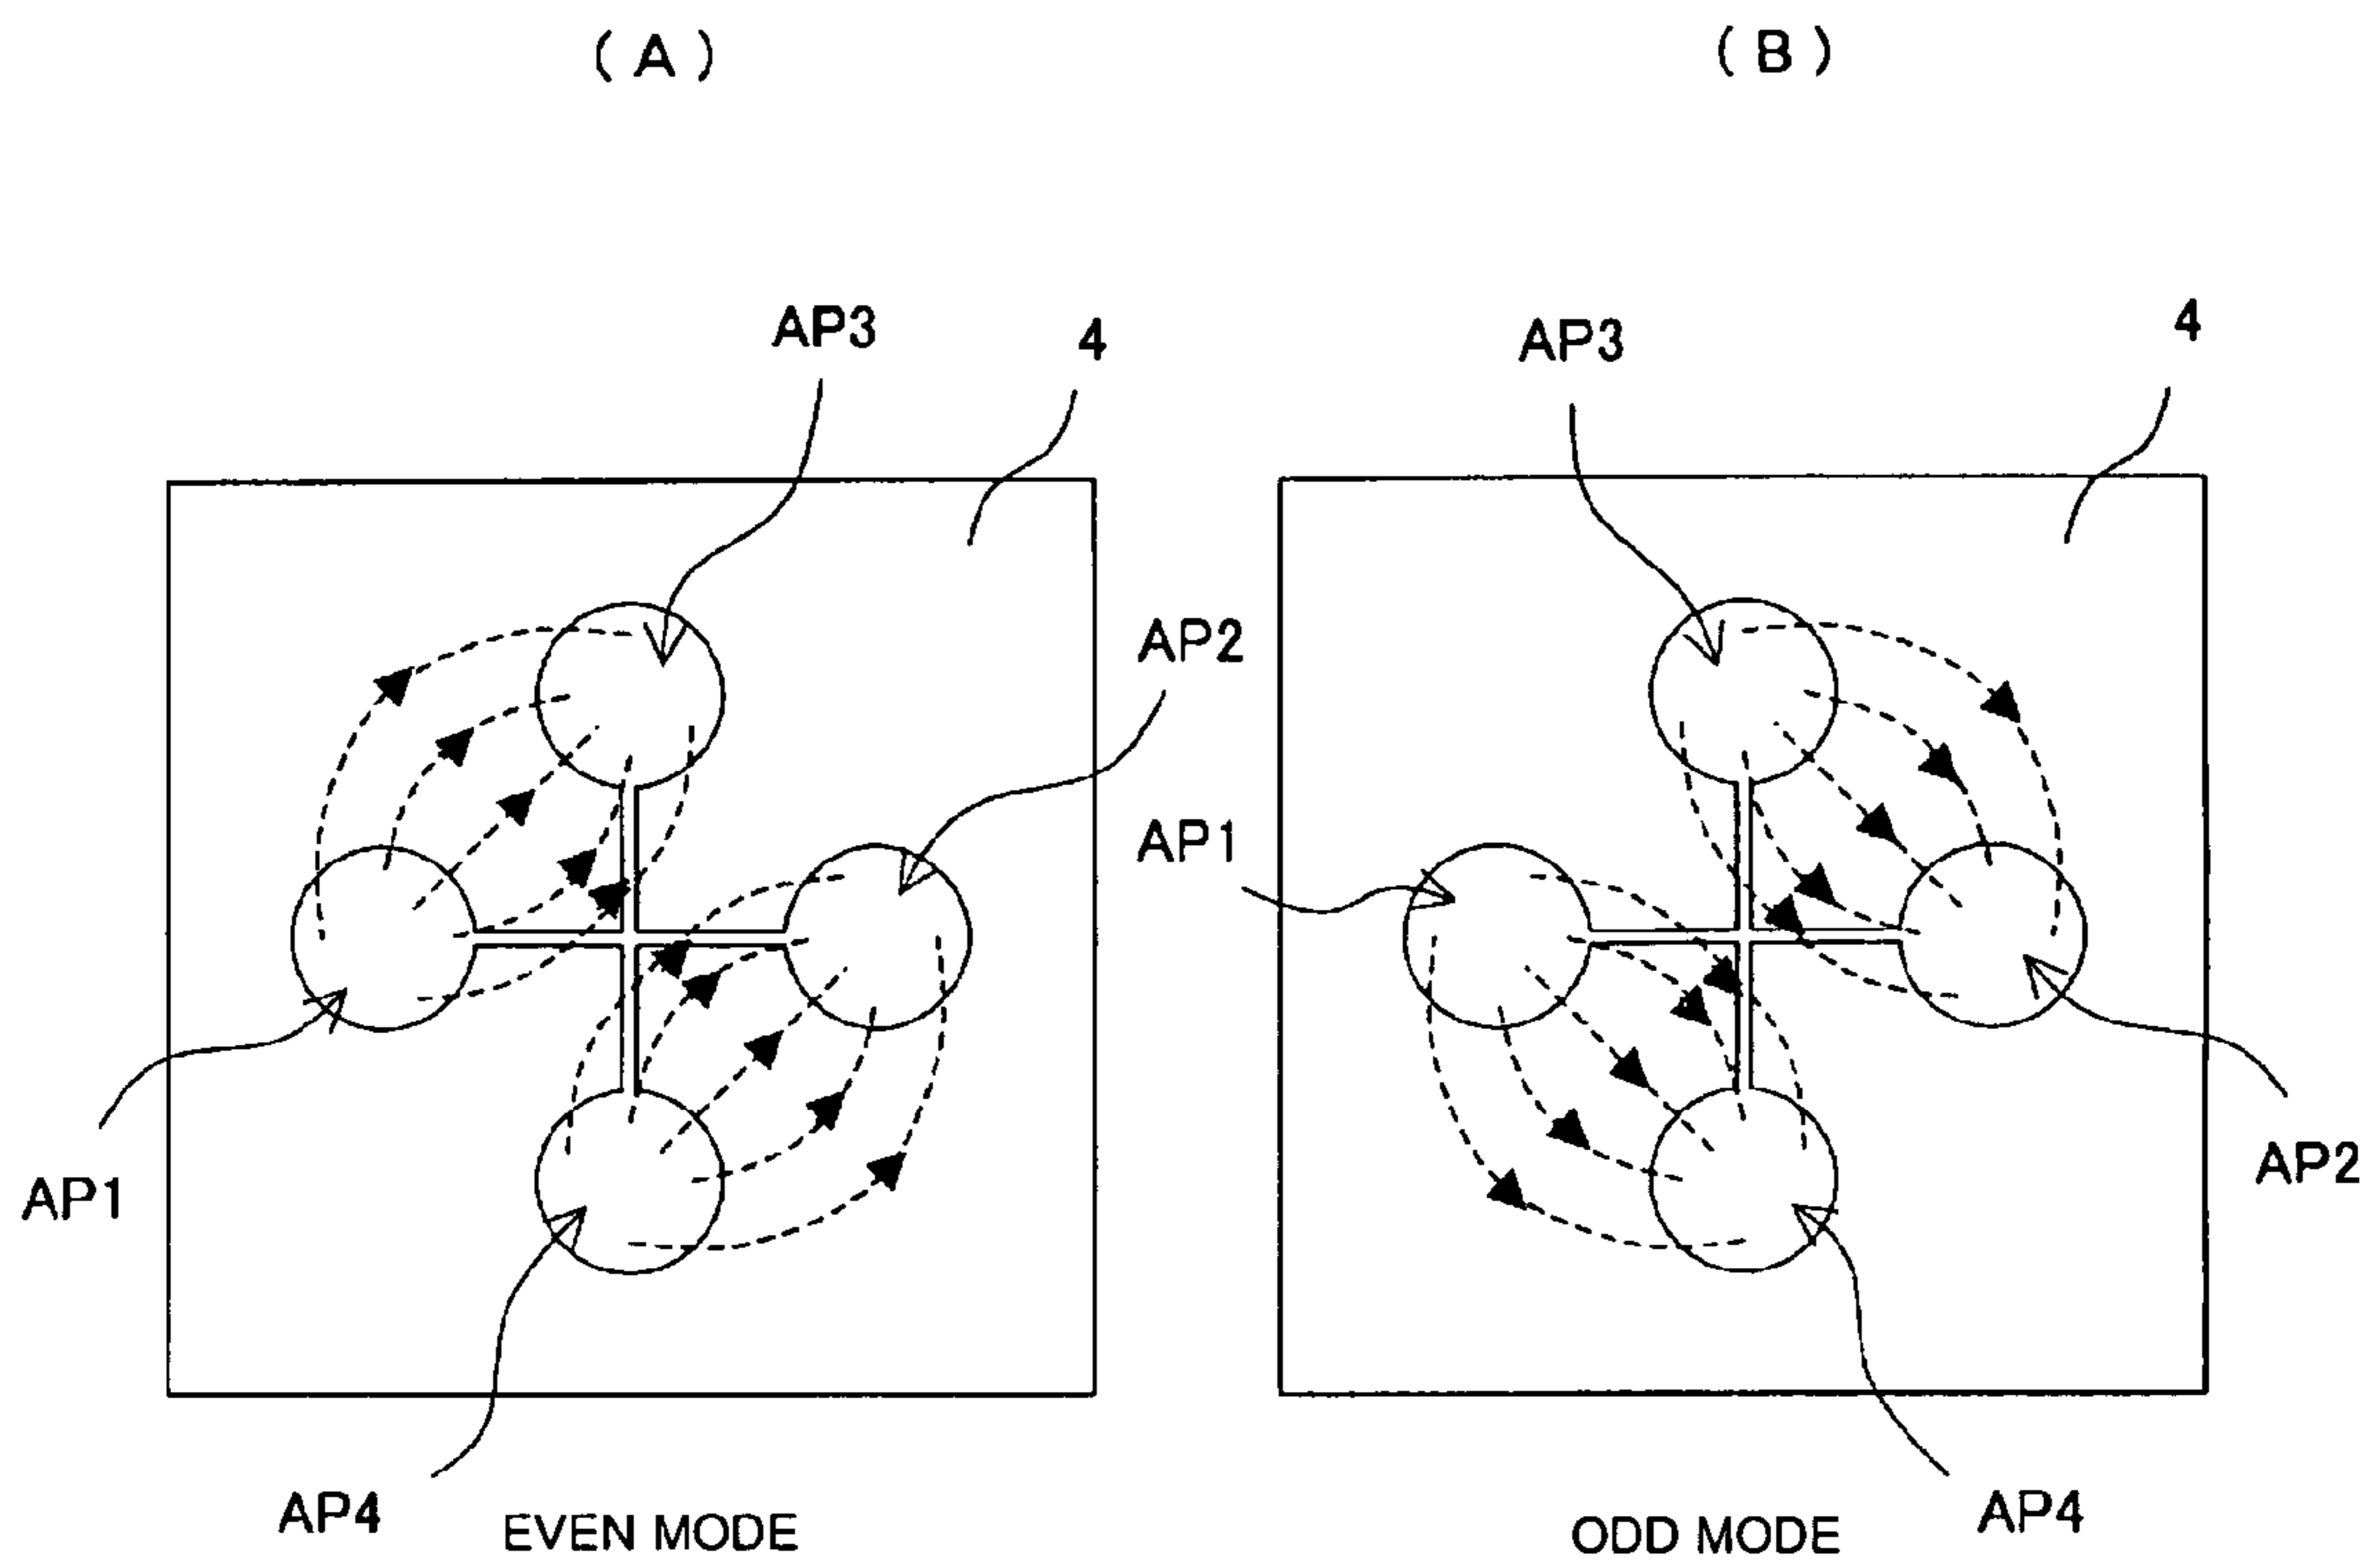 ( A )
( B )
AP3
4
AP3
4
AP2
AP1
AP1
AP2
AP4
EVEN MODE
ODD MODE
AP4